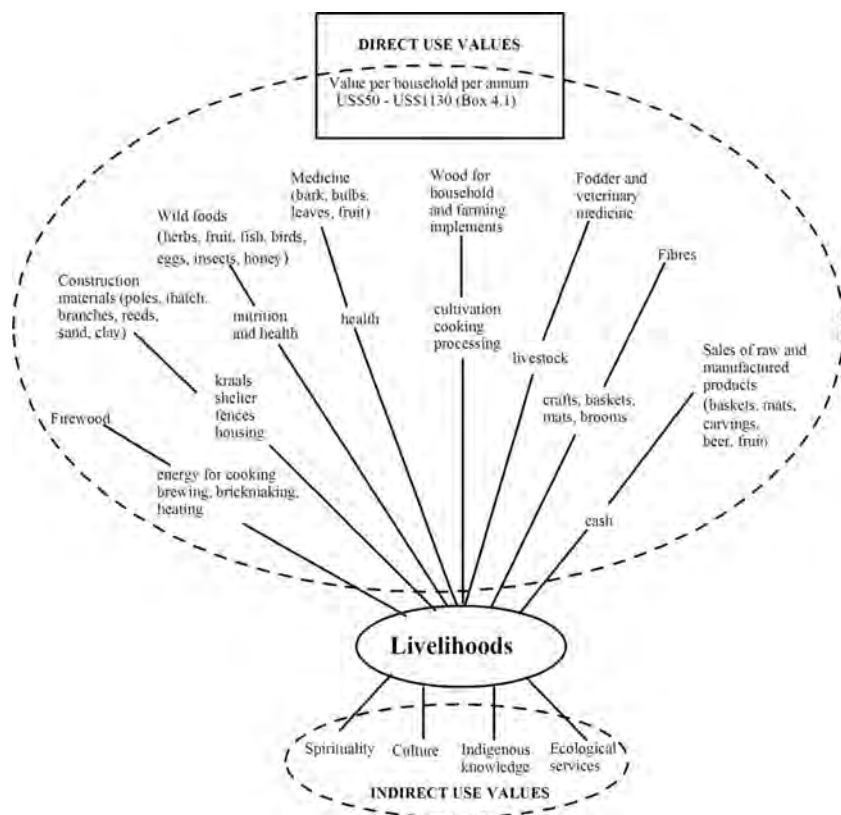 DIRECT USE VALUES
Value per household per annum
US$50 - US$1130 (Box 4.1)
Medicine
(bark, bulbs,
leaves, fruit)
Wood for
household
and farming
implements
Fodder and
veterinary
medicine
Wild foods
(herbs, fruit, fish, birds,
eggs, insects, honey)
Fibres
Construction
materials (poles, thatch,
branches, reeds,
sand, clay)
nutrition
and health
health
cultivation
cooking
processing
livestock
Sales of raw and
manufactured
products
(baskets, mats,
carvings,
beer, fruit)
kraals
shelter
fences
housing
crafts, baskets,
mats, brooms
Firewood
energy for cooking
brewing, brickmaking,
heating
cash
Livelihoods
Spirituality
Culture
Indigenous
knowledge
Ecological
services
INDIRECT USE VALUES